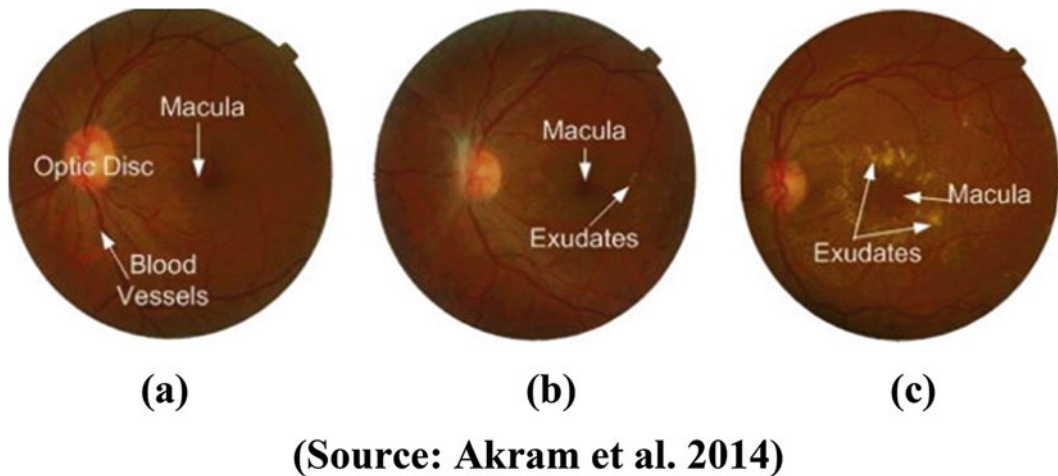 Macula
Optic Disc
Blood
Vessels
Macula
Exudates
Macula
Exudates
(a)
(b)
(c)
(Source: Akram et al. 2014)